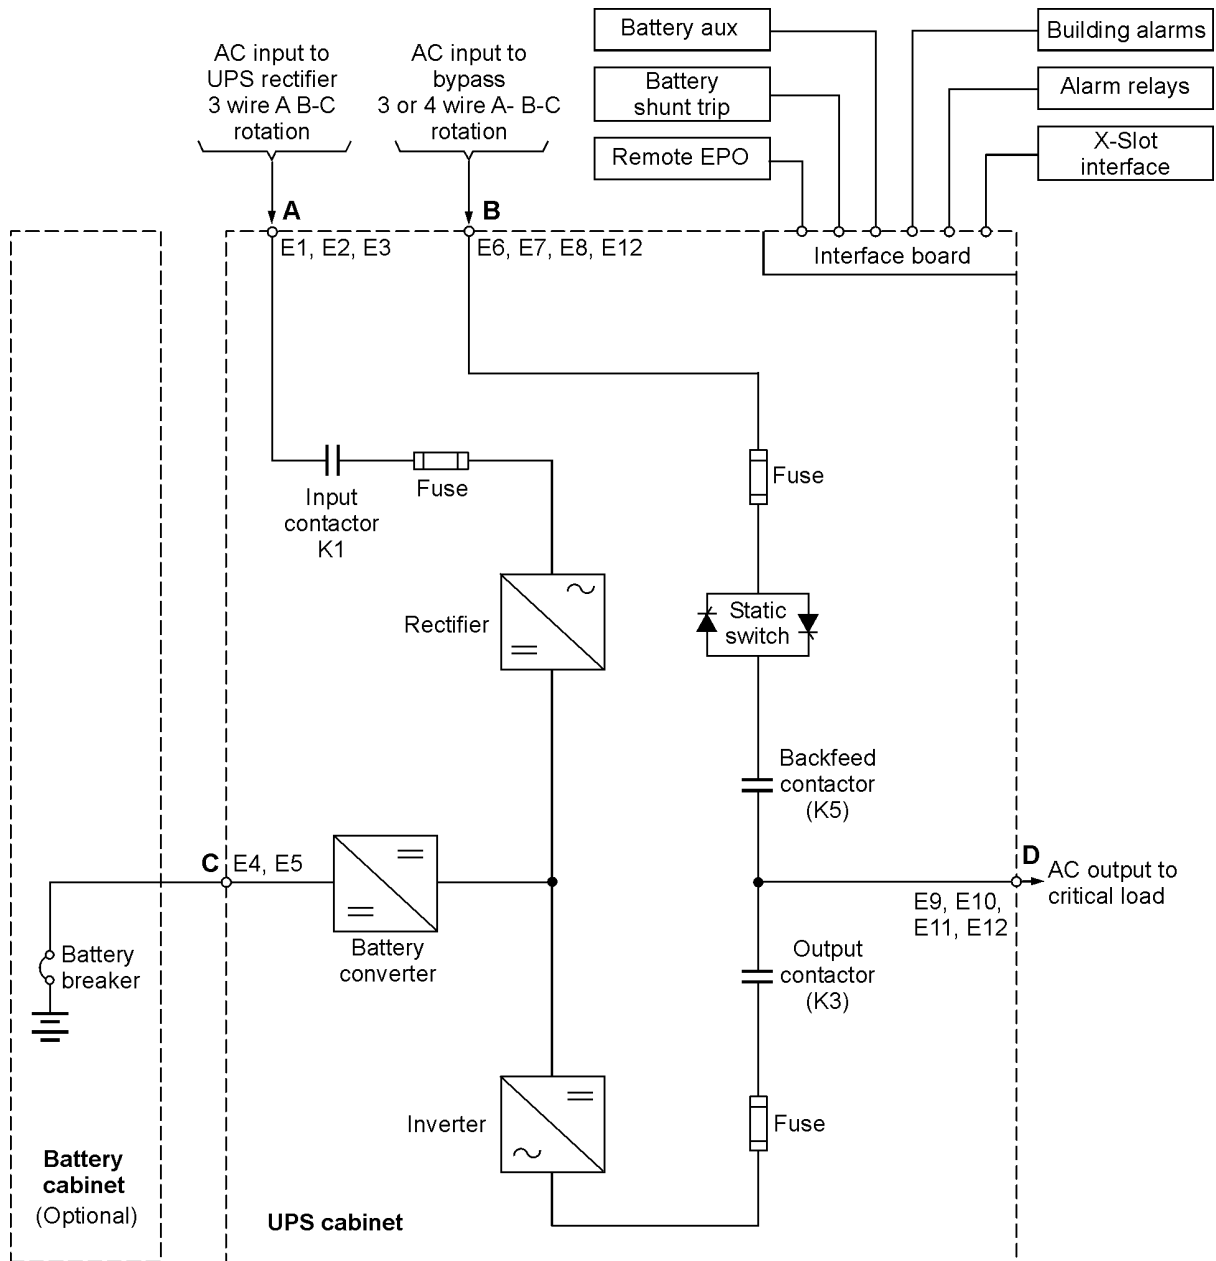 AC input to
UPS rectifier
3 wire A B-C
rotation
AC input to
bypass
3 or 4 wire A- B-C
rotation
Battery aux
Battery
shunt trip
Remote EPO
Building alarms
Alarm relays
X-Slot
interface
A
B
E1, E2, E3
E6, E7, E8, E12
Interface board
Input
contactor
K1
Fuse
Fuse
Rectifier
Static
switch
Backfeed
contactor
(K5)
C
E4, E5
Battery
converter
D
AC output to
critical load
E9, E10,
E11, E12
Battery
breaker
Output
contactor
(K3)
Inverter
Fuse
Battery
cabinet
(Optional)
UPS cabinet